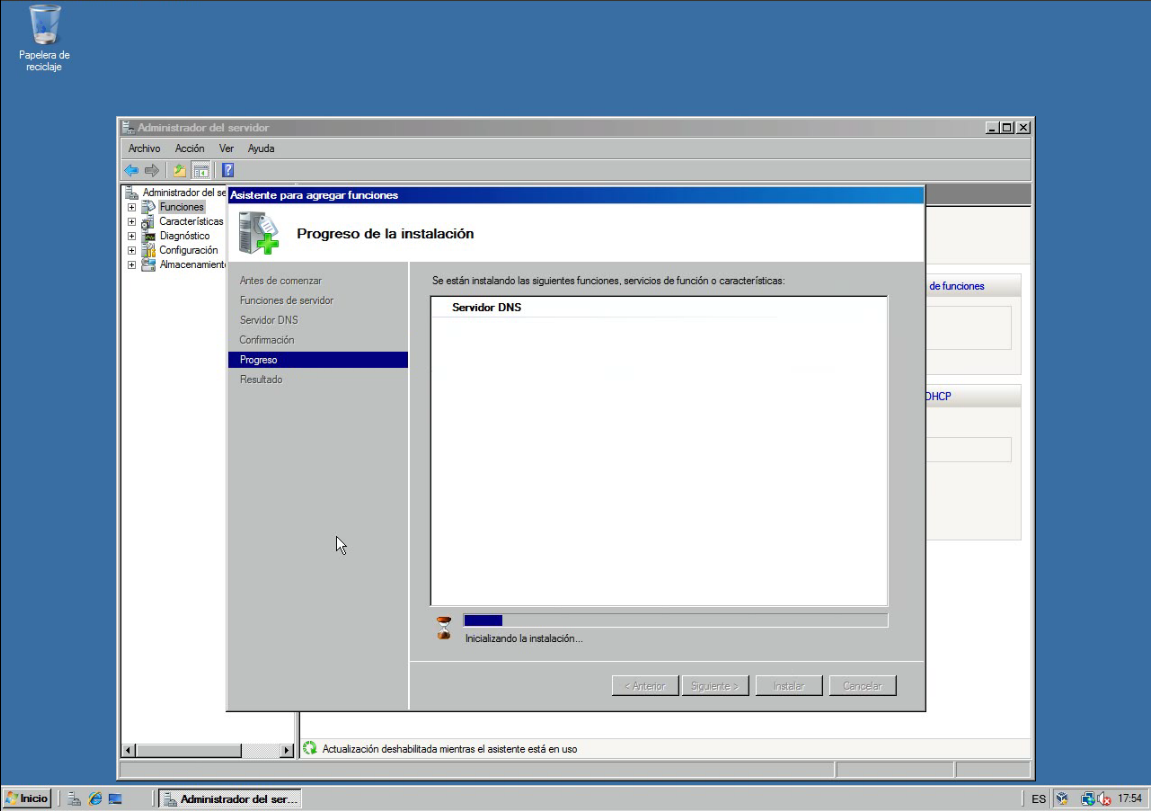 Papelera de
reciclaje
Administrador del servidor
Archivo Acción Ver Ayuda
Administrador del se
Funciones
Características
Diagnóstico
Configuración
Almacenamient
Asistente para agregar funciones
Progreso de la instalación
Antes de comenzar
Funciones de servidor
Servidor DNS
Confirmación
Progreso
Resultado
Se están instalando las siguientes funciones, servicios de función o características:
Servidor DNS
Inicializando la instalación...
< Anterior Siguiente > Instalar Cancelar
de funciones
DHCP
Actualización deshabilitada mientras el asistente está en uso
Inicio Administrador del ser... ES 17:54